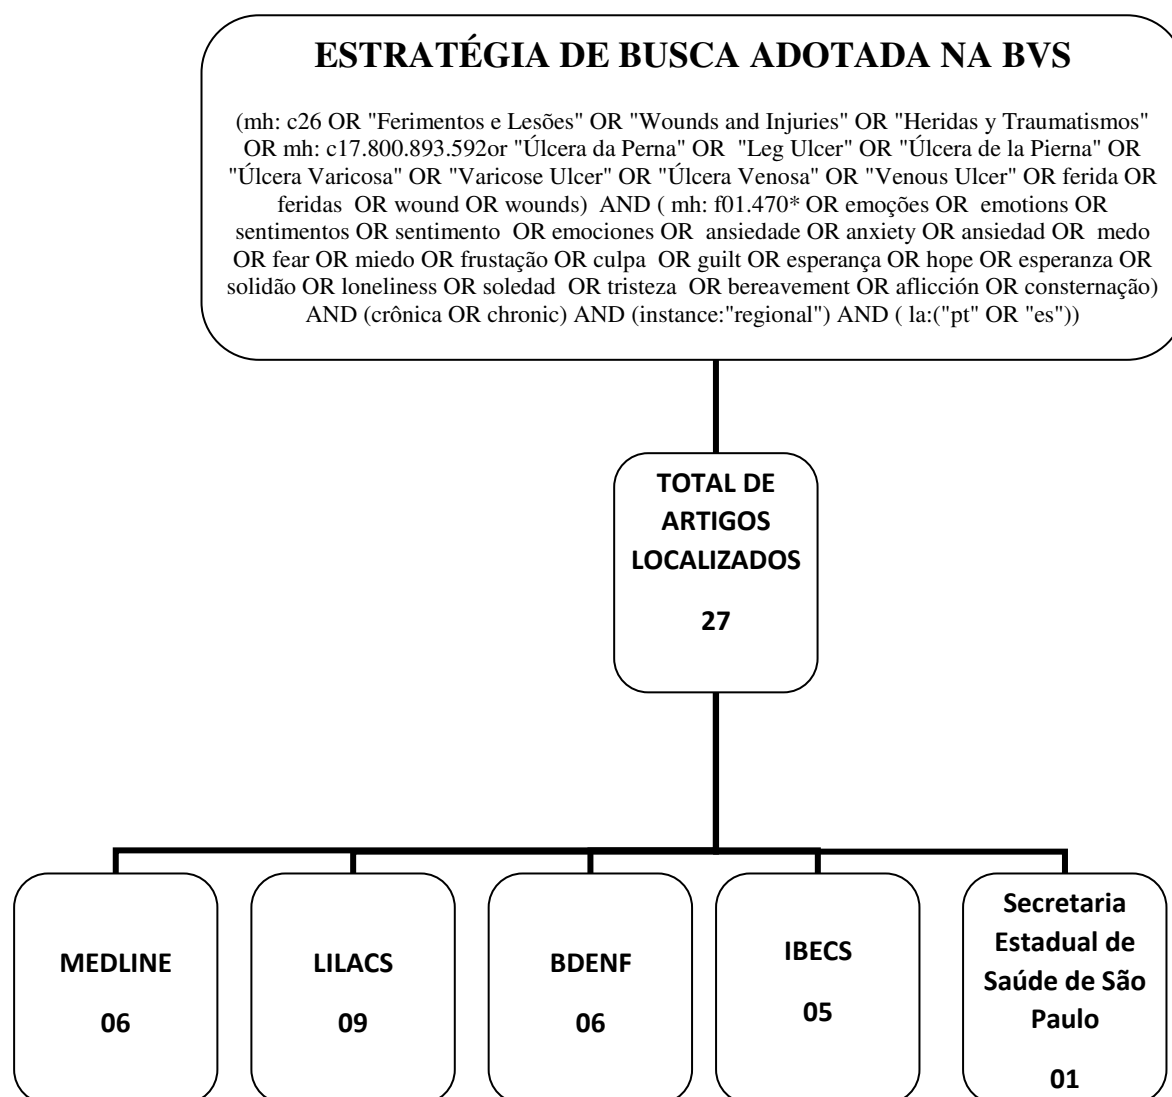 ESTRATÉGIA DE BUSCA ADOTADA NA BVS
(mh: c26 OR "Ferimentos e Lesões" OR "Wounds and Injuries" OR "Heridas y Traumatismos"
OR mh: c17.800.893.592or "Úlcera da Perna" OR "Leg Ulcer" OR "Úlcera de la Pierna" OR
"Úlcera Varicosa" OR "Varicose Ulcer" OR "Úlcera Venosa" OR "Venous Ulcer" OR ferida OR
feridas OR wound OR wounds) AND ( mh: f01.470* OR emoções OR emotions OR
sentimentos OR sentimento OR emociones OR ansiedade OR anxiety OR ansiedad OR medo
OR fear OR miedo OR frustação OR culpa OR guilt OR esperança OR hope OR esperanza OR
solidão OR loneliness OR soledad OR tristeza OR bereavement OR aflicción OR consternação)
AND (crônica OR chronic) AND (instance:"regional") AND ( la:("pt" OR "es"))
TOTAL DE
ARTIGOS
LOCALIZADOS
27
MEDLINE
06
LILACS
09
BDENF
06
IBECS
05
Secretaria
Estadual de
Saúde de São
Paulo
01